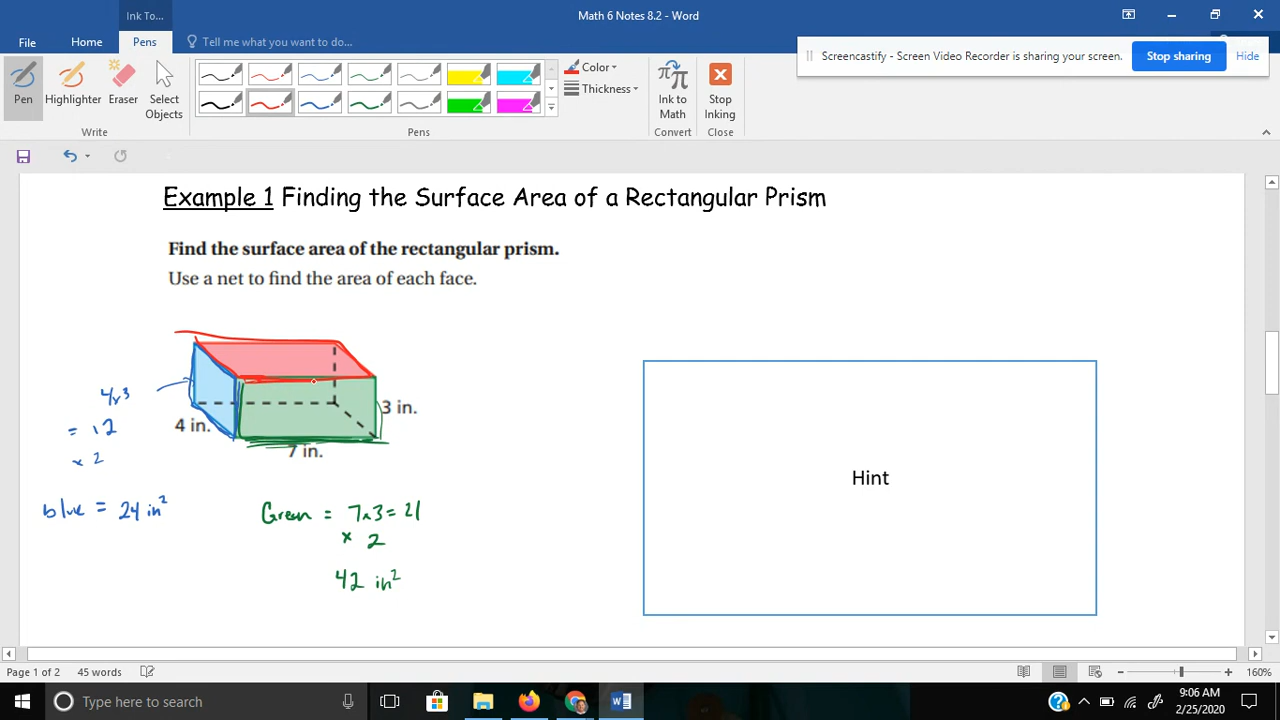 Ink To...
Math 6 Notes 8.2 - Word
File
Home
Pens
Tell me what you want to do...
Screencastify - Screen Video Recorder is sharing your screen.
Stop sharing
Hide
Pen
Highlighter
Eraser
Select Objects
Color
Thickness
Ink to Math
Stop Inking
Write
Pens
Convert
Close
Example 1 Finding the Surface Area of a Rectangular Prism
Find the surface area of the rectangular prism.
Use a net to find the area of each face.
4x3
= 12
x 2
blue = 24 in²
4 in.
3 in.
7 in.
Green = 7x3 = 21
x 2
42 in²
Hint
Page 1 of 2
45 words
160%
Type here to search
9:06 AM
2/25/2020